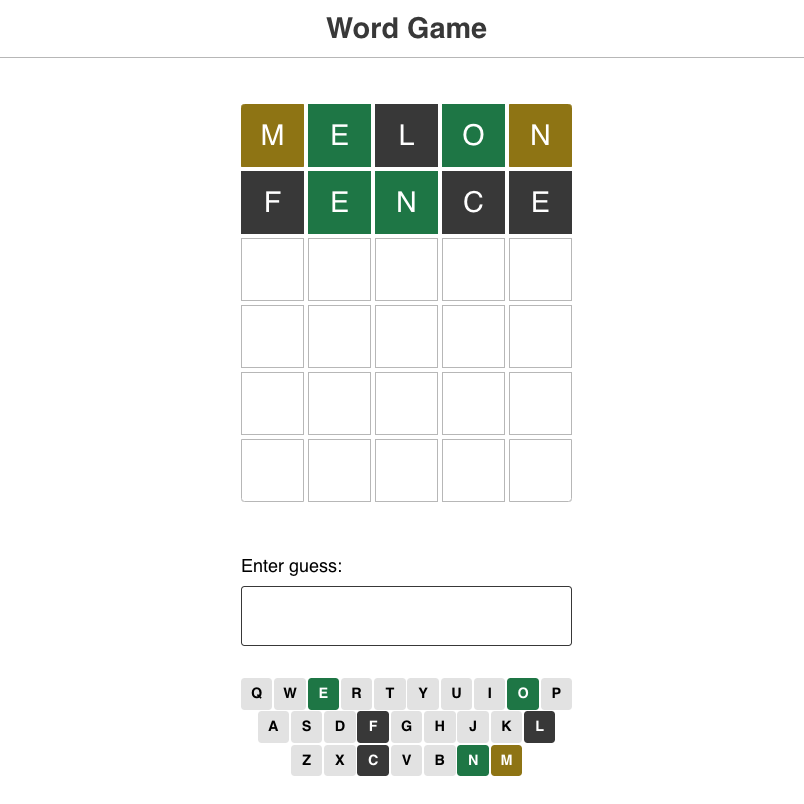 Word Game
M E L O N
F E N C E
Enter guess:
Q W E R T Y U I O P
A S D F G H J K L
Z X C V B N M